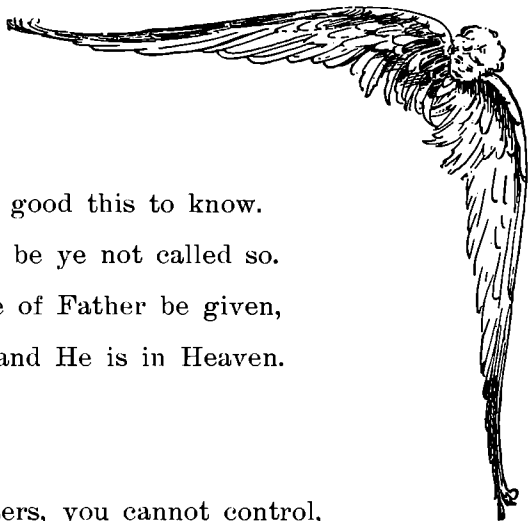 good this to know.
be ye not called so.
of Father be given,
and He is in Heaven.
you cannot control,